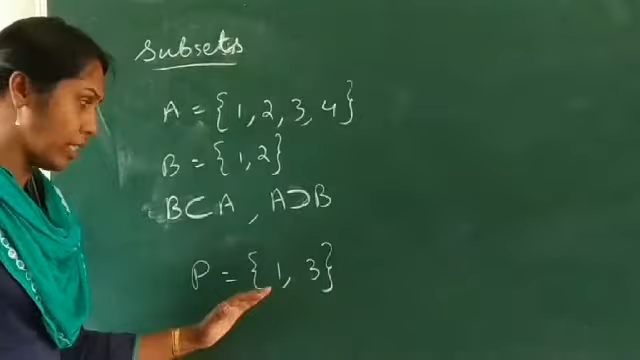 Subsets
A = {1, 2, 3, 4}
B = {1, 2}
B⊂A , A⊃B
P = {1, 3}